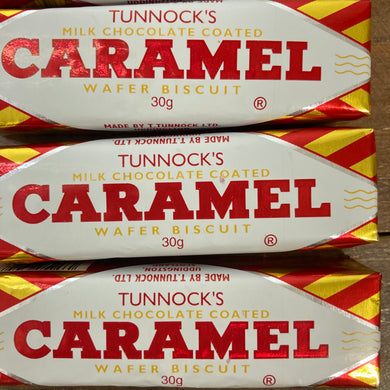 TUNNOCK'S
MILK CHOCOLATE COATED
CARAMEL
WAFER BISCUIT
30g ®
MADE BY T.TUNNOCK LTD.
MADE BY T.TUNNOCK LTD.
TUNNOCK'S
MILK CHOCOLATE COATED
CARAMEL
WAFER BISCUIT
30g ®
UDDINGSTON,
MADE BY T.TUNNOCK LTD.
TUNNOCK'S
MILK CHOCOLATE COATED
CARAMEL
WAFER BISCUIT
30g ®